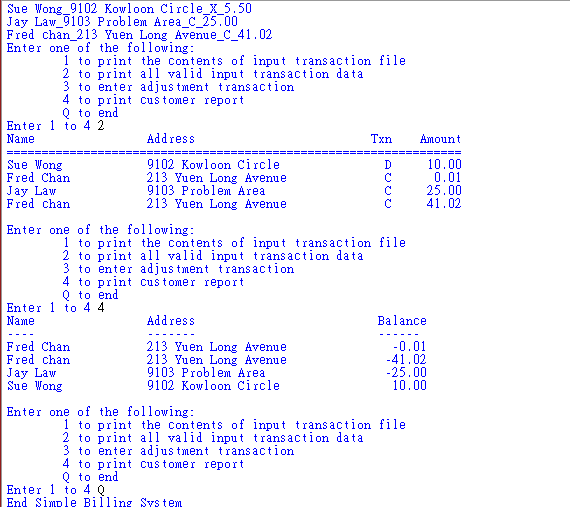 Sue Wong_9102 Kowloon Circle_X_5.50
Jay Law_9103 Problem Area_C_25.00
Fred chan_213 Yuen Long Avenue_C_41.02
Enter one of the following:
        1 to print the contents of input transaction file
        2 to print all valid input transaction data
        3 to enter adjustment transaction
        4 to print customer report
        Q to end
Enter 1 to 4 2
Name                Address                         Txn    Amount
=================================================================
Sue Wong            9102 Kowloon Circle               D     10.00
Fred Chan           213 Yuen Long Avenue              C      0.01
Jay Law             9103 Problem Area                 C     25.00
Fred chan           213 Yuen Long Avenue              C     41.02

Enter one of the following:
        1 to print the contents of input transaction file
        2 to print all valid input transaction data
        3 to enter adjustment transaction
        4 to print customer report
        Q to end
Enter 1 to 4 4
Name                Address                          Balance
----                -------                          ------
Fred Chan           213 Yuen Long Avenue               -0.01
Fred chan           213 Yuen Long Avenue              -41.02
Jay Law             9103 Problem Area                 -25.00
Sue Wong            9102 Kowloon Circle                10.00

Enter one of the following:
        1 to print the contents of input transaction file
        2 to print all valid input transaction data
        3 to enter adjustment transaction
        4 to print customer report
        Q to end
Enter 1 to 4 Q
End Simple Billing System